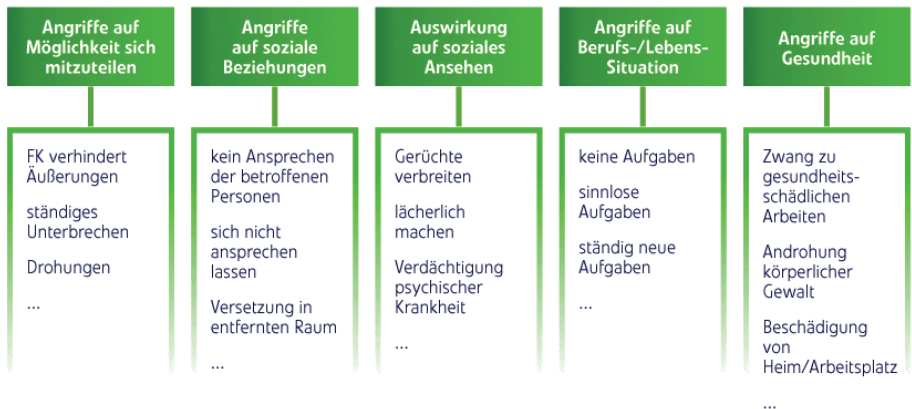 Angriffe auf
Möglichkeit sich
mitzuteilen
FK verhindert
Äußerungen
ständiges
Unterbrechen
Drohungen
...
Angriffe
auf soziale
Beziehungen
kein Ansprechen
der betroffenen
Personen
sich nicht
ansprechen
lassen
Versetzung in
entfernten Raum
...
Auswirkung
auf soziales
Ansehen
Gerüchte
verbreiten
lächerlich
machen
Verdächtigung
psychischer
Krankheit
...
Angriffe auf
Berufs-/Lebens-
Situation
keine Aufgaben
sinnlose
Aufgaben
ständig neue
Aufgaben
...
Angriffe auf
Gesundheit
Zwang zu
gesundheits-
schädlichen
Arbeiten
Androhung
körperlicher
Gewalt
Beschädigung
von
Heim/Arbeitsplatz
...